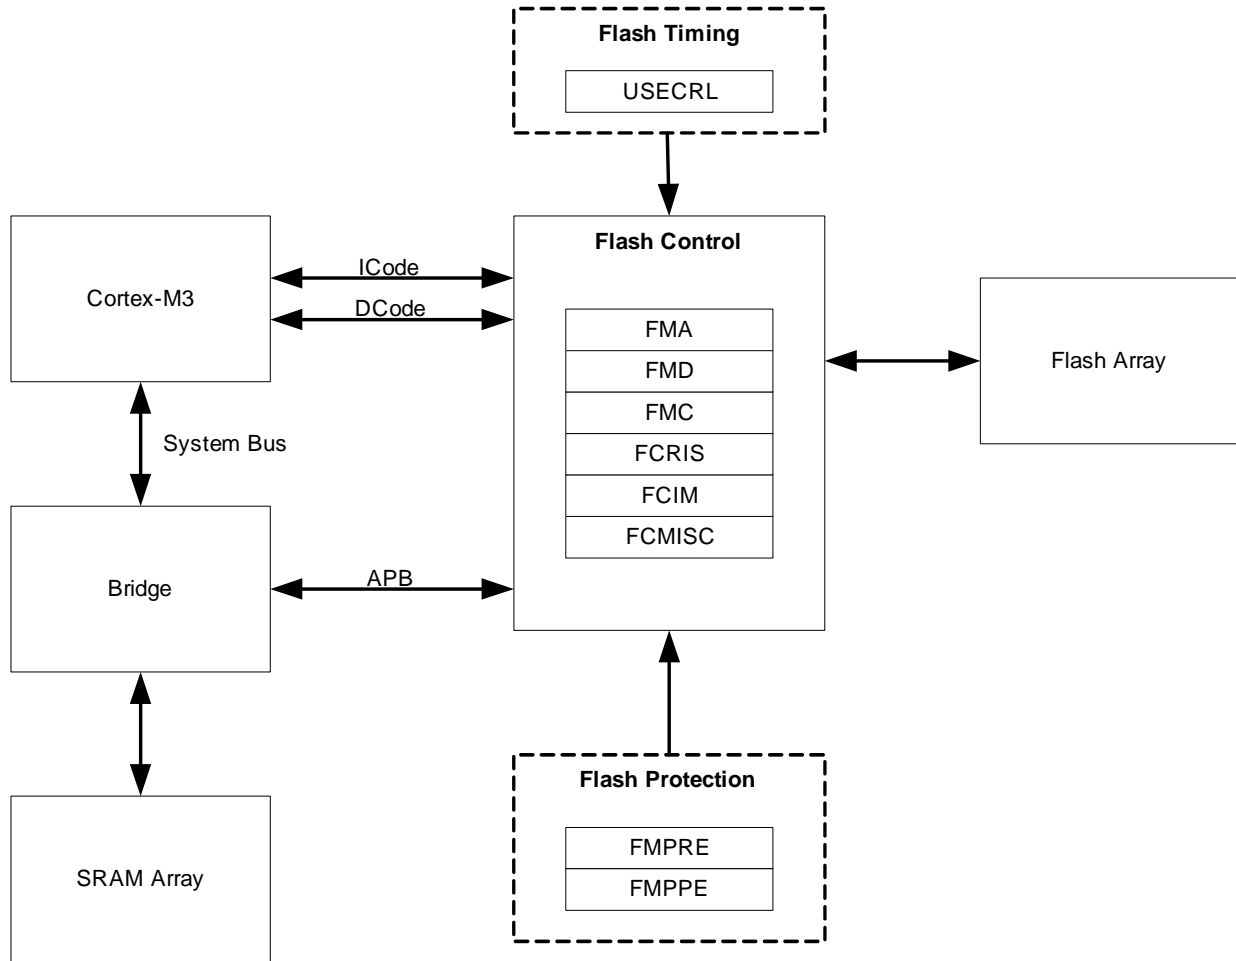 Flash Timing
USECRL
Cortex-M3
ICode
DCode
System Bus
Flash Control
FMA
FMD
FMC
FCRIS
FCIM
FCMISC
Flash Array
Bridge
APB
SRAM Array
Flash Protection
FMPRE
FMPPE